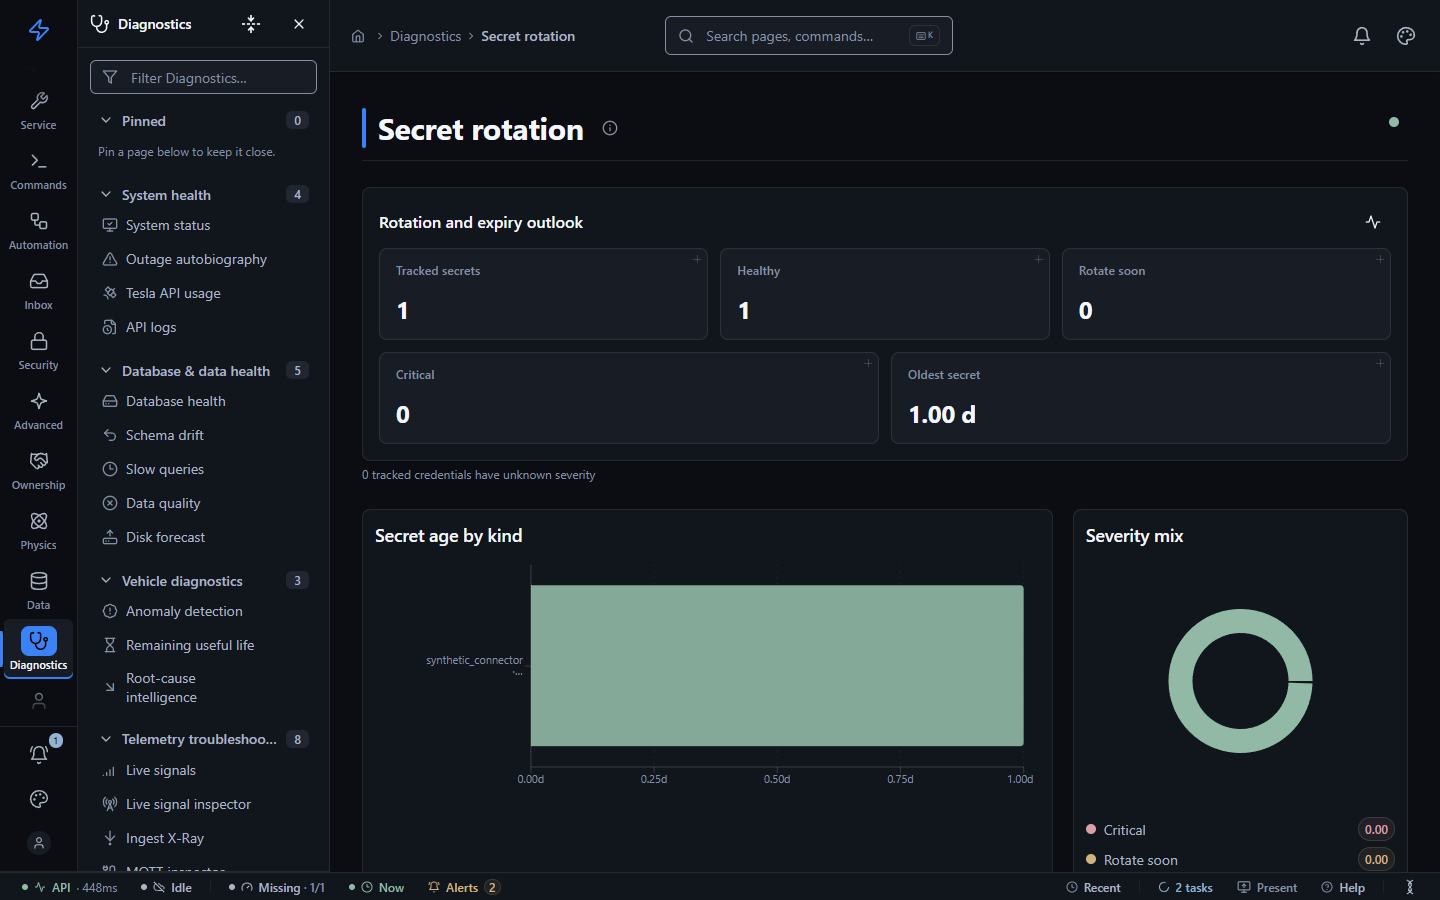 Diagnostics
Diagnostics
Secret rotation
Search pages, commands...
K
Filter Diagnostics...
Service
Commands
Automation
Inbox
Security
Advanced
Ownership
Physics
Data
Diagnostics
1
Pinned
0
Pin a page below to keep it close.
System health
4
System status
Outage autobiography
Tesla API usage
API logs
Database & data health
5
Database health
Schema drift
Slow queries
Data quality
Disk forecast
Vehicle diagnostics
3
Anomaly detection
Remaining useful life
Root-cause
intelligence
Telemetry troubleshoo...
8
Live signals
Live signal inspector
Ingest X-Ray
MQTT inspector
Secret rotation
Rotation and expiry outlook
Tracked secrets
1
Healthy
1
Rotate soon
0
Critical
0
Oldest secret
1.00 d
0 tracked credentials have unknown severity
Secret age by kind
synthetic_connector
'...
0.00d
0.25d
0.50d
0.75d
1.00d
Severity mix
Critical
0.00
Rotate soon
0.00
API · 448ms
Idle
Missing · 1/1
Now
Alerts
2
Recent
2 tasks
Present
Help